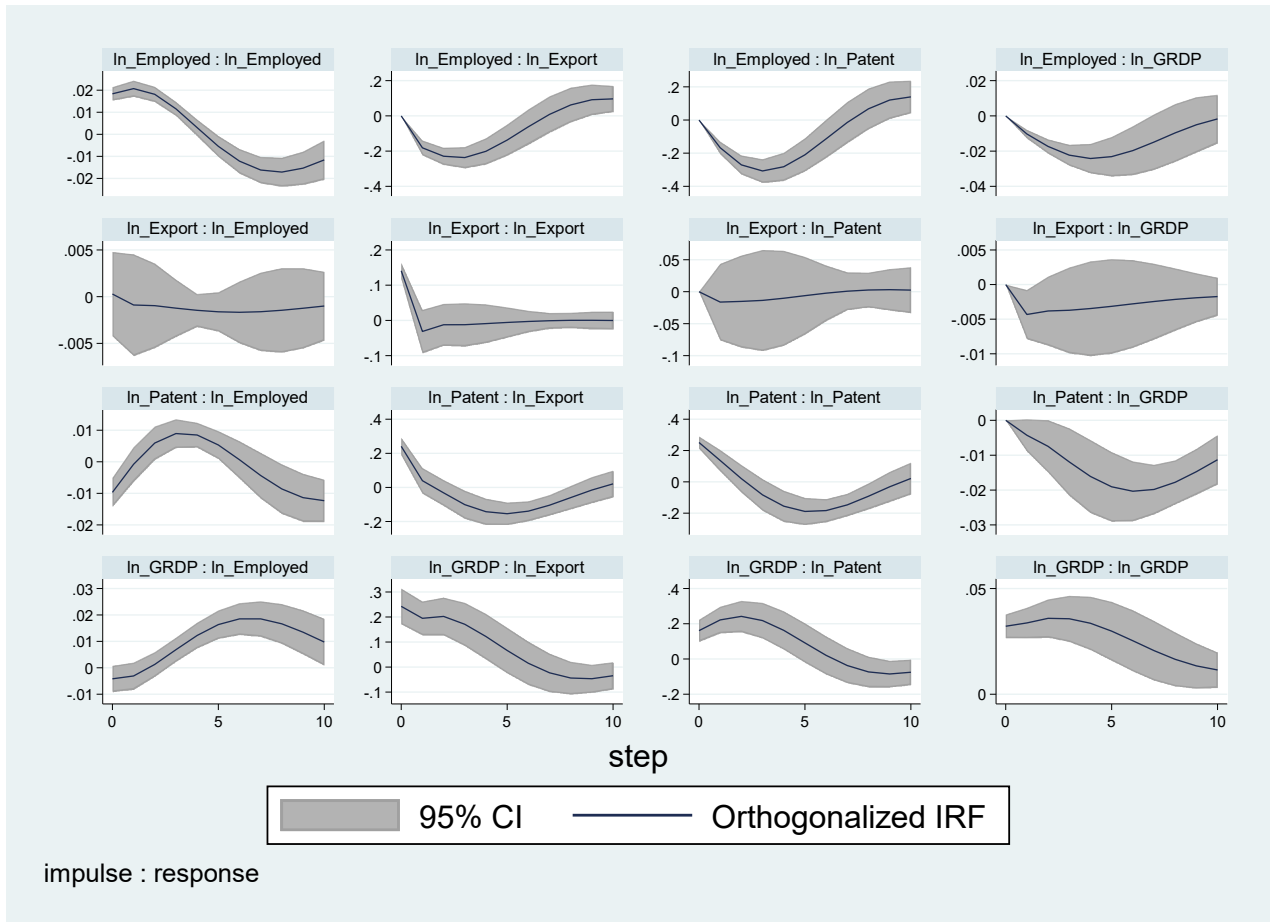 ln_Employed : ln_Employed
ln_Employed : ln_Export
ln_Employed : ln_Patent
ln_Employed : ln_GRDP
.02
.01
0
-.01
-.02
.2
0
-.2
-.4
.2
0
-.2
-.4
.02
0
-.02
-.04
ln_Export : ln_Employed
ln_Export : ln_Export
ln_Export : ln_Patent
ln_Export : ln_GRDP
.005
0
-.005
.2
.1
0
-.1
.05
0
-.05
-.1
.005
0
-.005
-.01
ln_Patent : ln_Employed
ln_Patent : ln_Export
ln_Patent : ln_Patent
ln_Patent : ln_GRDP
.01
0
-.01
-.02
.4
.2
0
-.2
.4
.2
0
-.2
0
-.01
-.02
-.03
ln_GRDP : ln_Employed
ln_GRDP : ln_Export
ln_GRDP : ln_Patent
ln_GRDP : ln_GRDP
.03
.02
.01
0
-.01
.3
.2
.1
0
-.1
.4
.2
0
-.2
.05
0
0 5 10
0 5 10
0 5 10
0 5 10
step
95% CI
Orthogonalized IRF
impulse : response